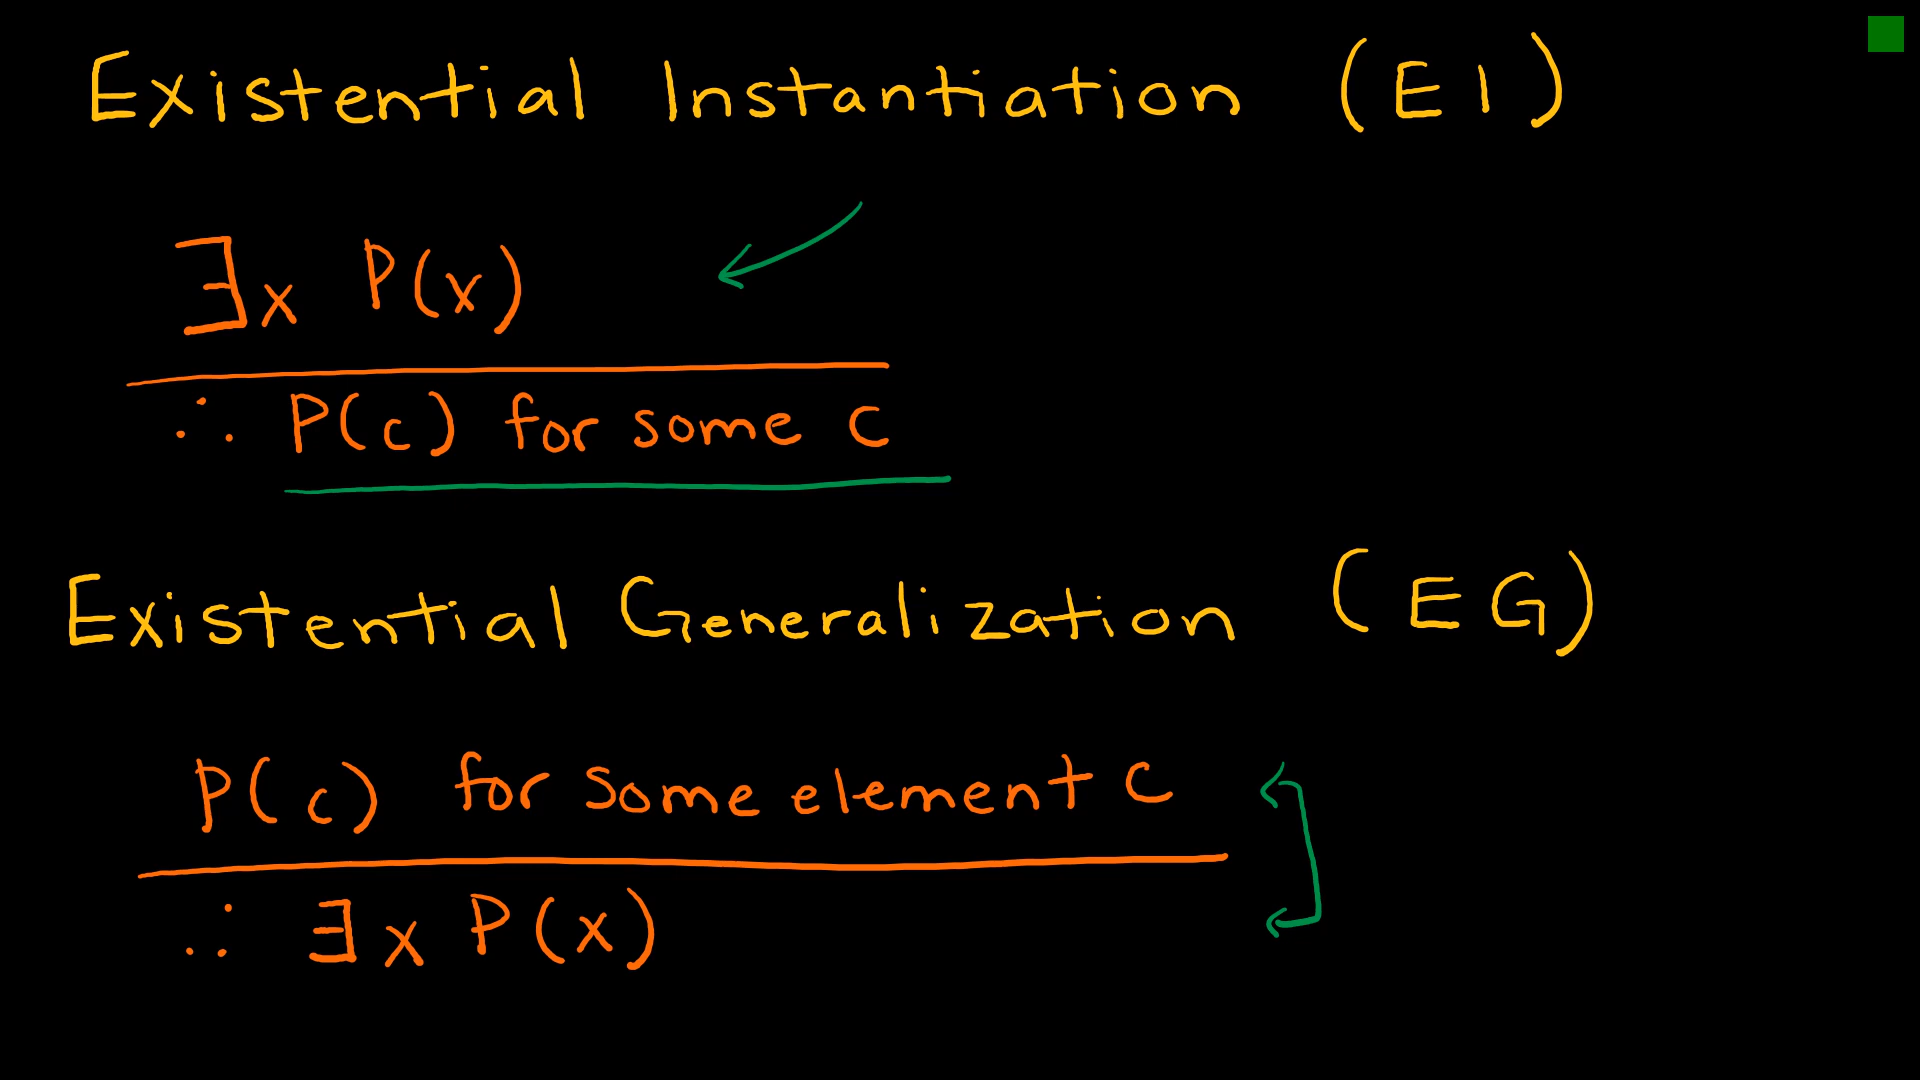 Existential Instantiation (EI)
∃x P(x)
∴ P(c) for some c
Existential Generalization (EG)
P(c) for some element c
∴ ∃x P(x)